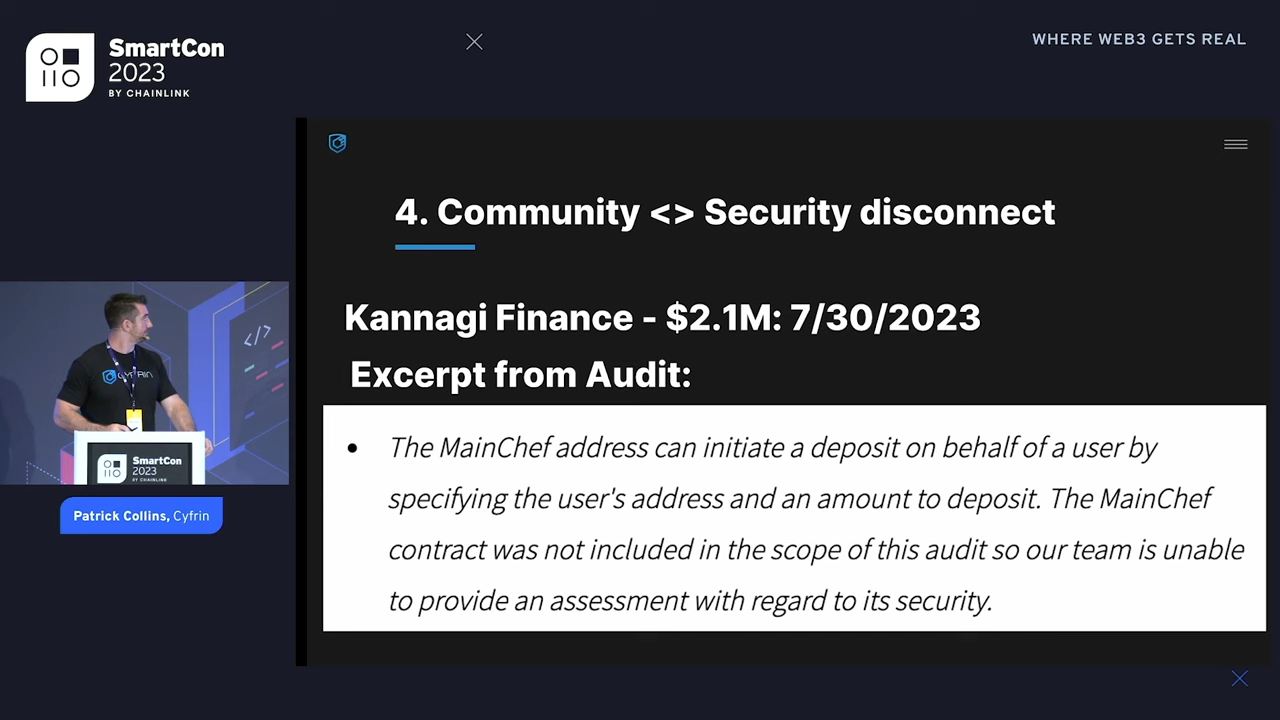 SmartCon
2023
BY CHAINLINK
WHERE WEB3 GETS REAL
4. Community <> Security disconnect
Kannagi Finance - $2.1M: 7/30/2023
Excerpt from Audit:
• The MainChef address can initiate a deposit on behalf of a user by
specifying the user's address and an amount to deposit. The MainChef
contract was not included in the scope of this audit so our team is unable
to provide an assessment with regard to its security.
</>
CYFRIN
SmartCon
2023
BY CHAINLINK
Patrick Collins, Cyfrin